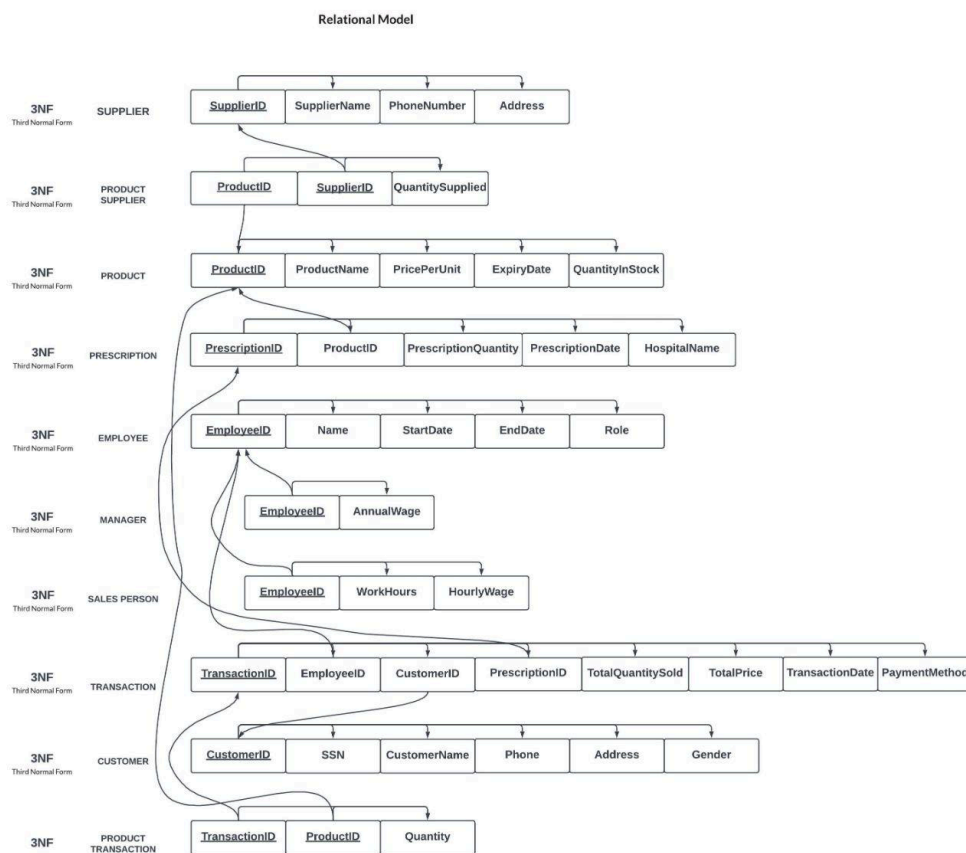 Relational Model
3NF
Third Normal Form
SUPPLIER
SupplierID SupplierName PhoneNumber Address
3NF
Third Normal Form
PRODUCT
SUPPLIER
ProductID SupplierID QuantitySupplied
3NF
Third Normal Form
PRODUCT
ProductID ProductName PricePerUnit ExpiryDate QuantityInStock
3NF
Third Normal Form
PRESCRIPTION
PrescriptionID ProductID PrescriptionQuantity PrescriptionDate HospitalName
3NF
Third Normal Form
EMPLOYEE
EmployeeID Name StartDate EndDate Role
3NF
Third Normal Form
MANAGER
EmployeeID AnnualWage
3NF
Third Normal Form
SALES PERSON
EmployeeID WorkHours HourlyWage
3NF
Third Normal Form
TRANSACTION
TransactionID EmployeeID CustomerID PrescriptionID TotalQuantitySold TotalPrice TransactionDate PaymentMethod
3NF
Third Normal Form
CUSTOMER
CustomerID SSN CustomerName Phone Address Gender
3NF
PRODUCT
TRANSACTION
TransactionID ProductID Quantity